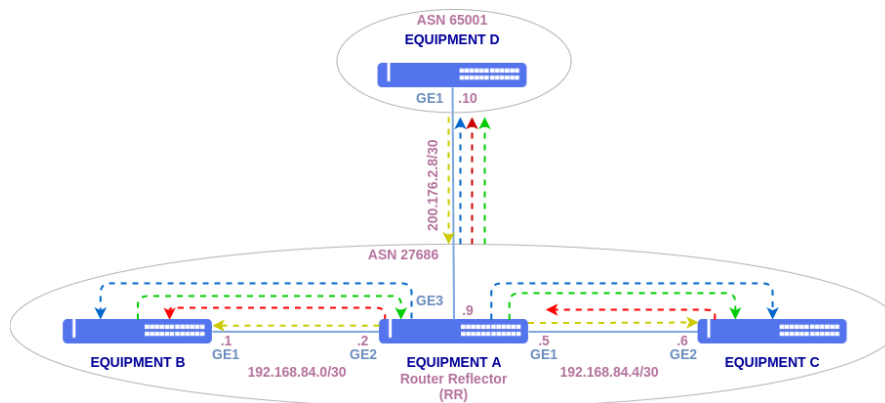 ASN 65001
EQUIPMENT D
GE1
.10
200.176.2.8/30
ASN 27686
GE3
.9
.1
GE1
.2
GE2
.5
GE1
.6
GE2
EQUIPMENT B
EQUIPMENT A
EQUIPMENT C
192.168.84.0/30
Router Reflector
(RR)
192.168.84.4/30